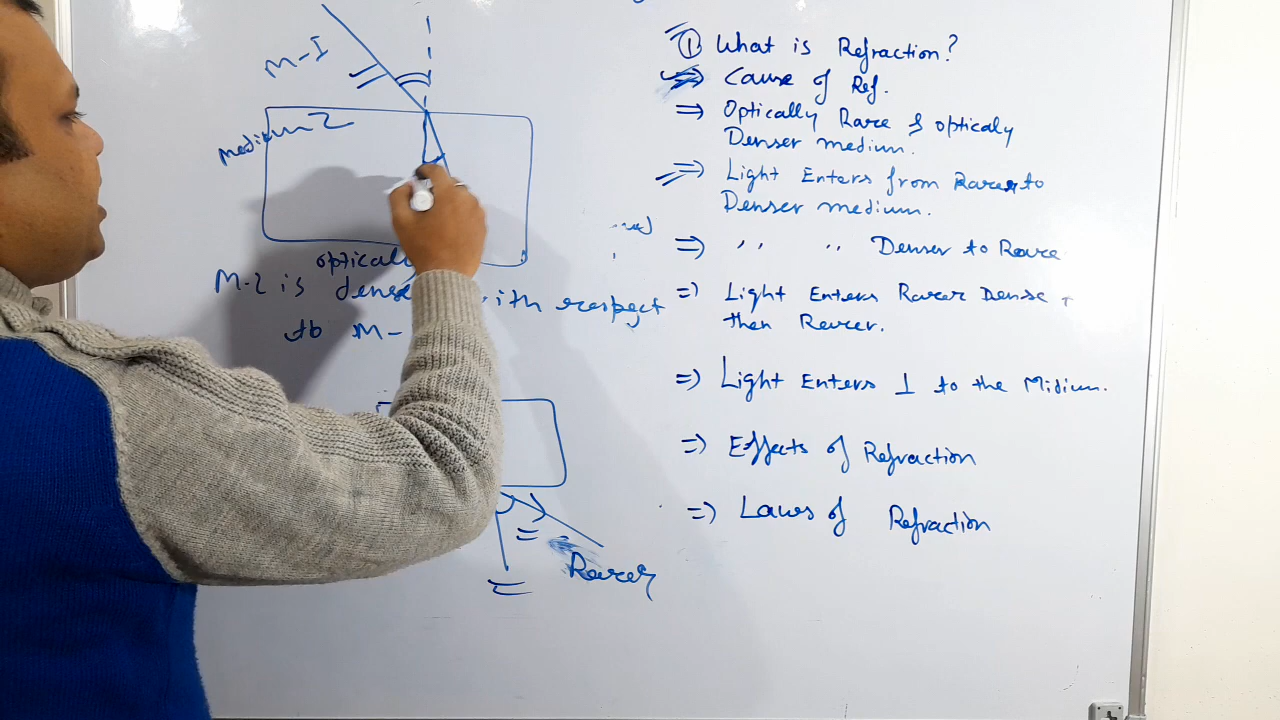 M-I
medium 2
optically
M-2 is dense with respect
to M-
Rarer
① What is Refraction?
⇒ Cause of Ref.
⇒ Optically Rare & optically
Denser medium.
⇒ Light Enters from Rarer to
Denser medium.
⇒ ,, ,, Denser to Rare
⇒ Light Enters Rarer Dense +
then Rarer.
⇒ Light Enters ⊥ to the Midium.
⇒ Effects of Refraction
⇒ Laws of Refraction